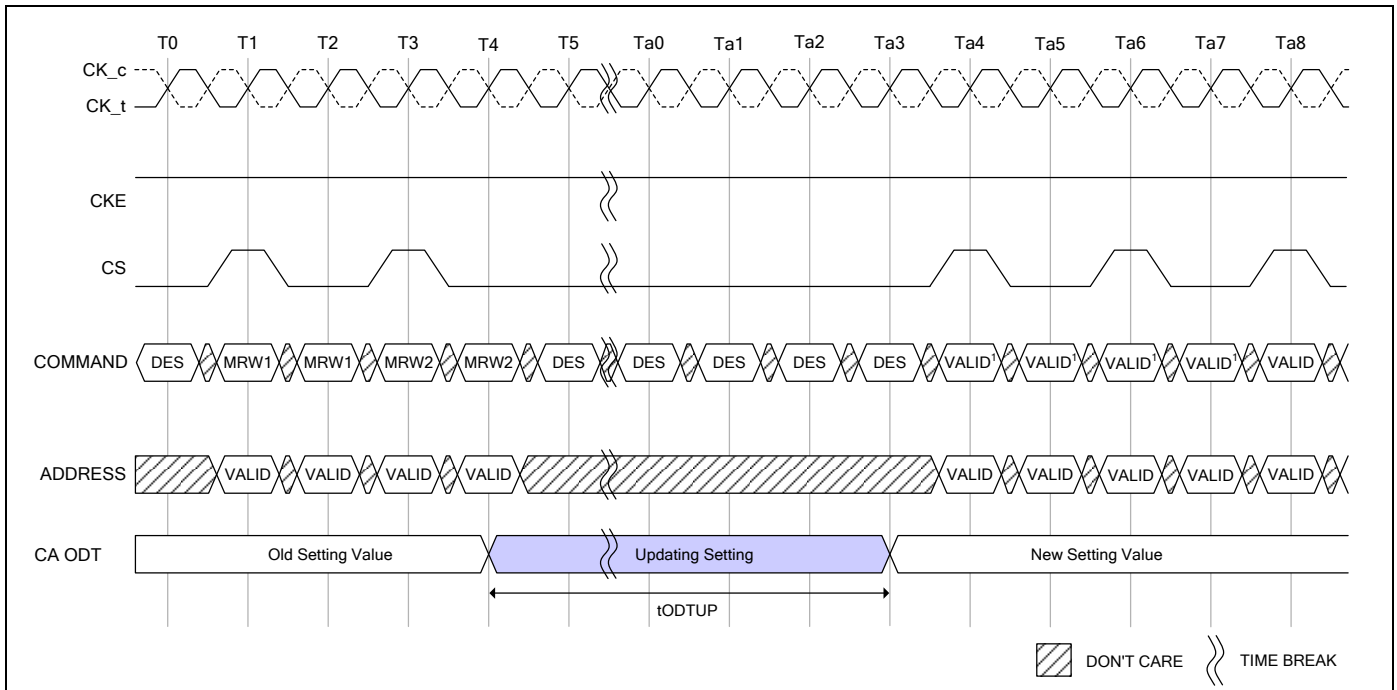 T0 T1 T2 T3 T4 T5 Ta0 Ta1 Ta2 Ta3 Ta4 Ta5 Ta6 Ta7 Ta8
CK_c
CK_t
CKE
CS
COMMAND DES MRW1 MRW1 MRW2 MRW2 DES DES DES DES DES VALID¹ VALID¹ VALID¹ VALID¹ VALID
ADDRESS VALID VALID VALID VALID VALID VALID VALID VALID VALID
CA ODT Old Setting Value Updating Setting New Setting Value
tODTUP
DON'T CARE TIME BREAK